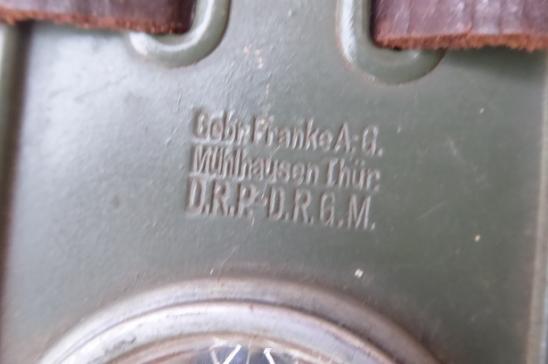 Gebr. Franke A.-G.
Mühlhausen Thür.
D.R.P. D.R.G.M.